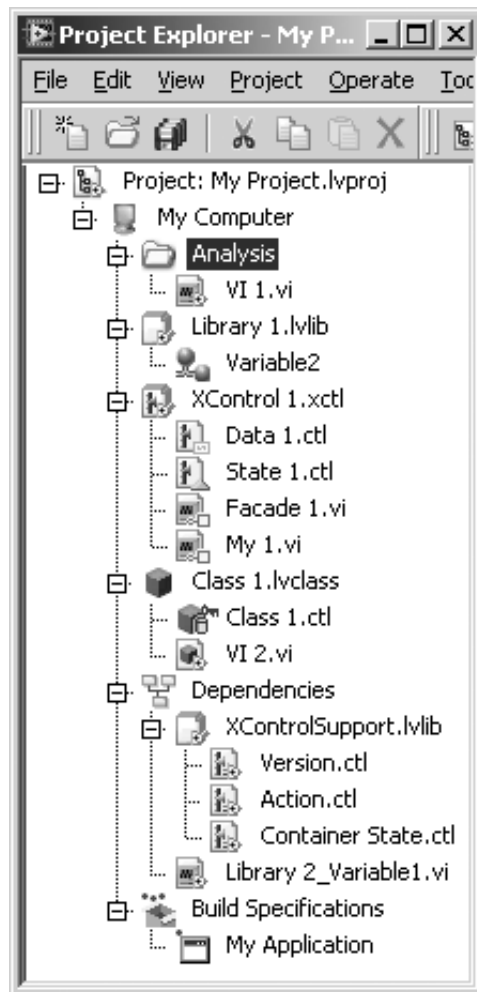 Project Explorer - My P...
File Edit View Project Operate Too
Project: My Project.lvproj
My Computer
Analysis
VI 1.vi
Library 1.lvlib
Variable2
XControl 1.xctl
Data 1.ctl
State 1.ctl
Facade 1.vi
My 1.vi
Class 1.lvclass
Class 1.ctl
VI 2.vi
Dependencies
XControlSupport.lvlib
Version.ctl
Action.ctl
Container State.ctl
Library 2_Variable1.vi
Build Specifications
My Application